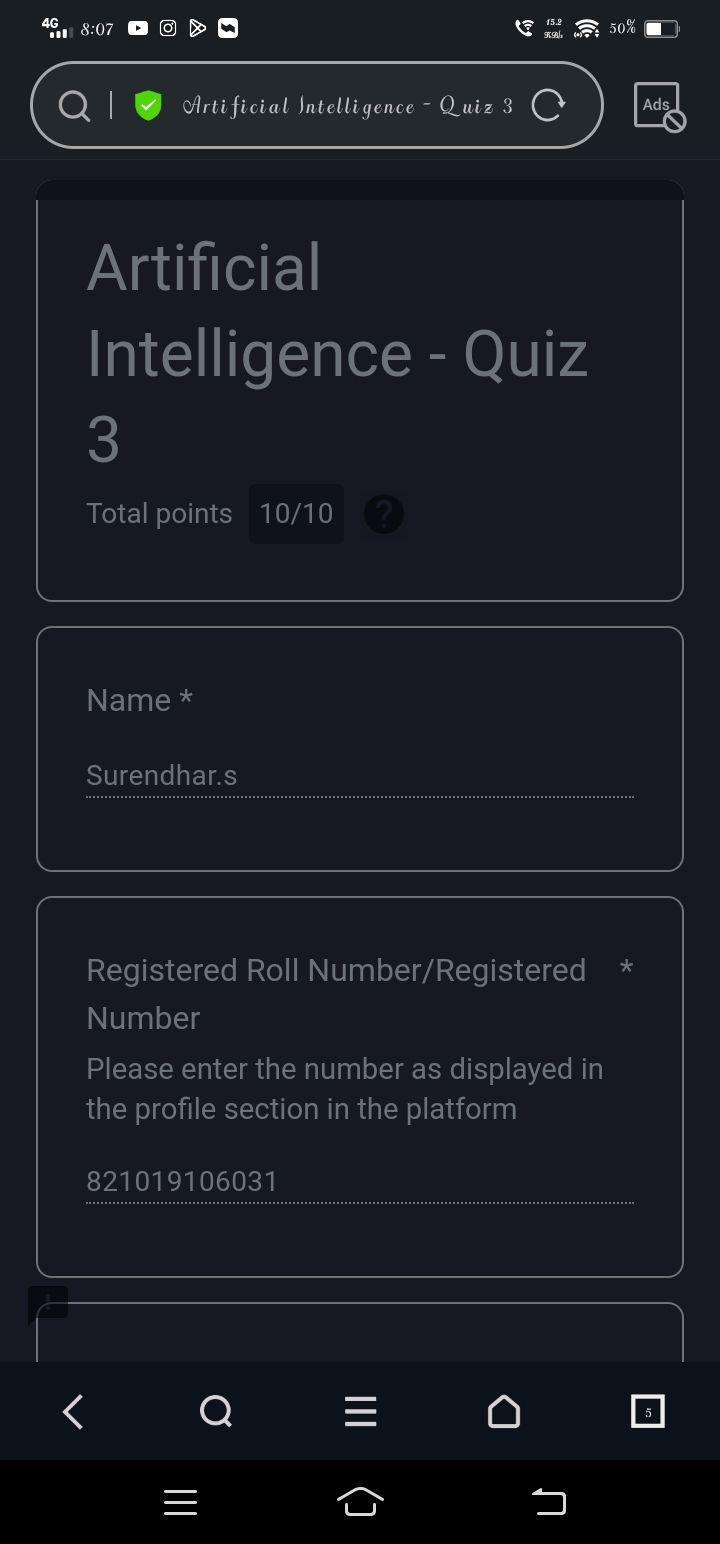 4G 8:07 15.2 KB/s 50%
Artificial Intelligence - Quiz 3
Ads
Artificial
Intelligence - Quiz
3
Total points 10/10 ?
Name *
Surendhar.s
Registered Roll Number/Registered *
Number
Please enter the number as displayed in
the profile section in the platform
821019106031
!
5